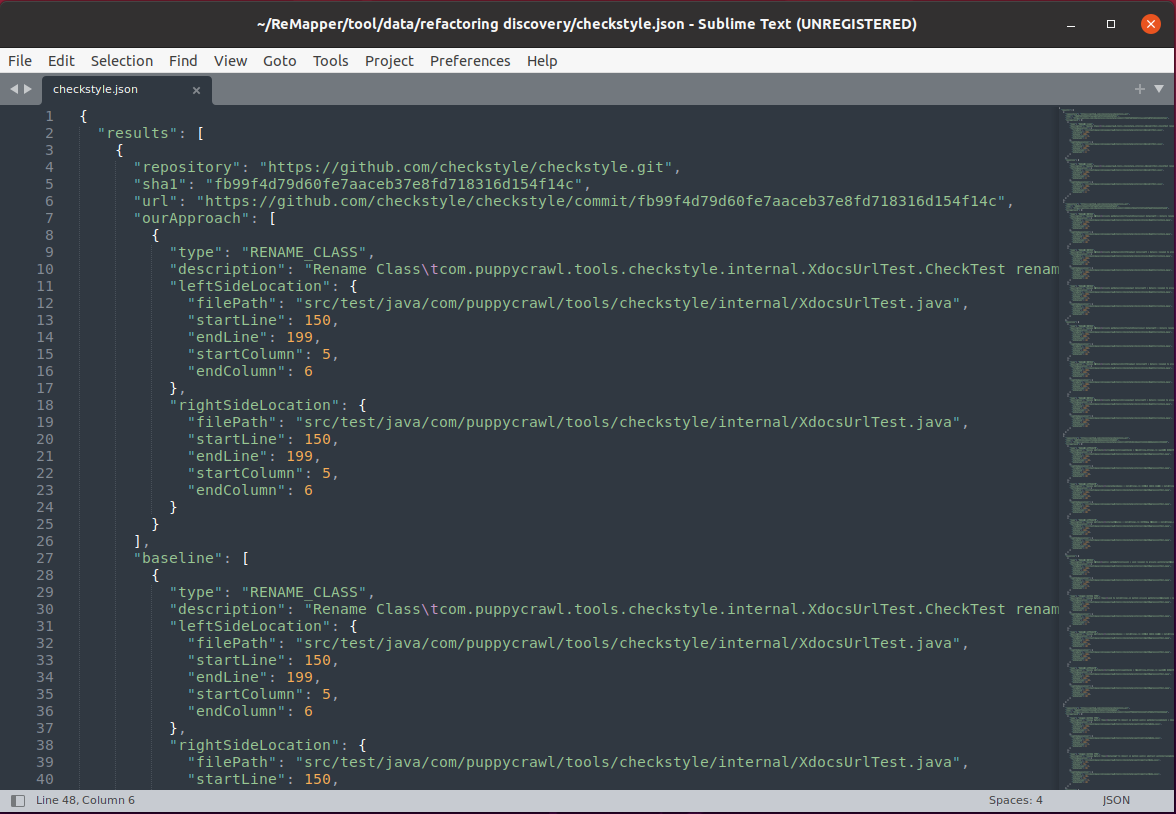 ~/ReMapper/tool/data/refactoring discovery/checkstyle.json - Sublime Text (UNREGISTERED)
File Edit Selection Find View Goto Tools Project Preferences Help
checkstyle.json
1 {
2 "results": [
3 {
4 "repository": "https://github.com/checkstyle/checkstyle.git",
5 "sha1": "fb99f4d79d60fe7aaceb37e8fd718316d154f14c",
6 "url": "https://github.com/checkstyle/checkstyle/commit/fb99f4d79d60fe7aaceb37e8fd718316d154f14c",
7 "ourApproach": [
8 {
9 "type": "RENAME_CLASS",
10 "description": "Rename Class\tcom.puppycrawl.tools.checkstyle.internal.XdocsUrlTest.CheckTest renam
11 "leftSideLocation": {
12 "filePath": "src/test/java/com/puppycrawl/tools/checkstyle/internal/XdocsUrlTest.java",
13 "startLine": 150,
14 "endLine": 199,
15 "startColumn": 5,
16 "endColumn": 6
17 },
18 "rightSideLocation": {
19 "filePath": "src/test/java/com/puppycrawl/tools/checkstyle/internal/XdocsUrlTest.java",
20 "startLine": 150,
21 "endLine": 199,
22 "startColumn": 5,
23 "endColumn": 6
24 }
25 }
26 ],
27 "baseline": [
28 {
29 "type": "RENAME_CLASS",
30 "description": "Rename Class\tcom.puppycrawl.tools.checkstyle.internal.XdocsUrlTest.CheckTest renam
31 "leftSideLocation": {
32 "filePath": "src/test/java/com/puppycrawl/tools/checkstyle/internal/XdocsUrlTest.java",
33 "startLine": 150,
34 "endLine": 199,
35 "startColumn": 5,
36 "endColumn": 6
37 },
38 "rightSideLocation": {
39 "filePath": "src/test/java/com/puppycrawl/tools/checkstyle/internal/XdocsUrlTest.java",
40 "startLine": 150,
Line 48, Column 6 Spaces: 4 JSON